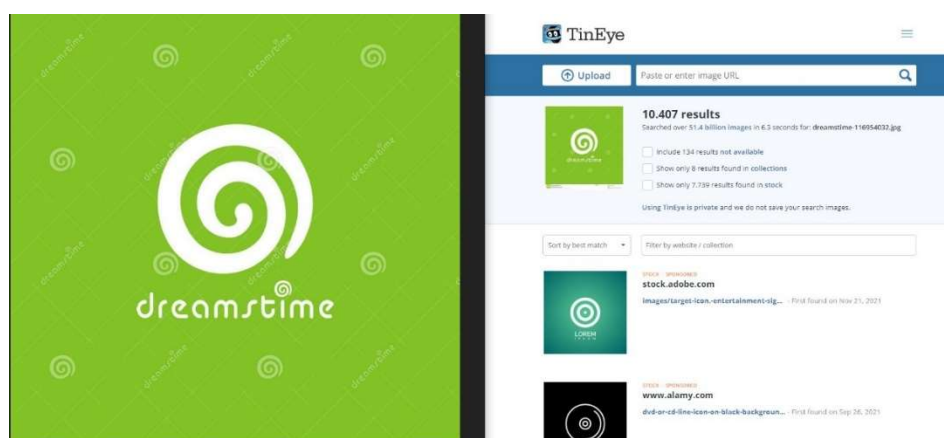 dreamstime
TinEye
Upload
Paste or enter image URL
10.407 results
Searched over 51.4 billion images in 6.3 seconds for: dreamstime-116954032.jpg
Include 134 results not available
Show only 8 results found in collections
Show only 7.739 results found in stock
Using TinEye is private and we do not save your search images.
Sort by best match
Filter by website / collection
STOCK - SPONSORED
stock.adobe.com
images/target-icon,-entertainment-sig... - First found on Nov 21, 2021
LOREM
STOCK - SPONSORED
www.alamy.com
dvd-or-cd-line-icon-on-black-backgroun... - First found on Sep 28, 2021